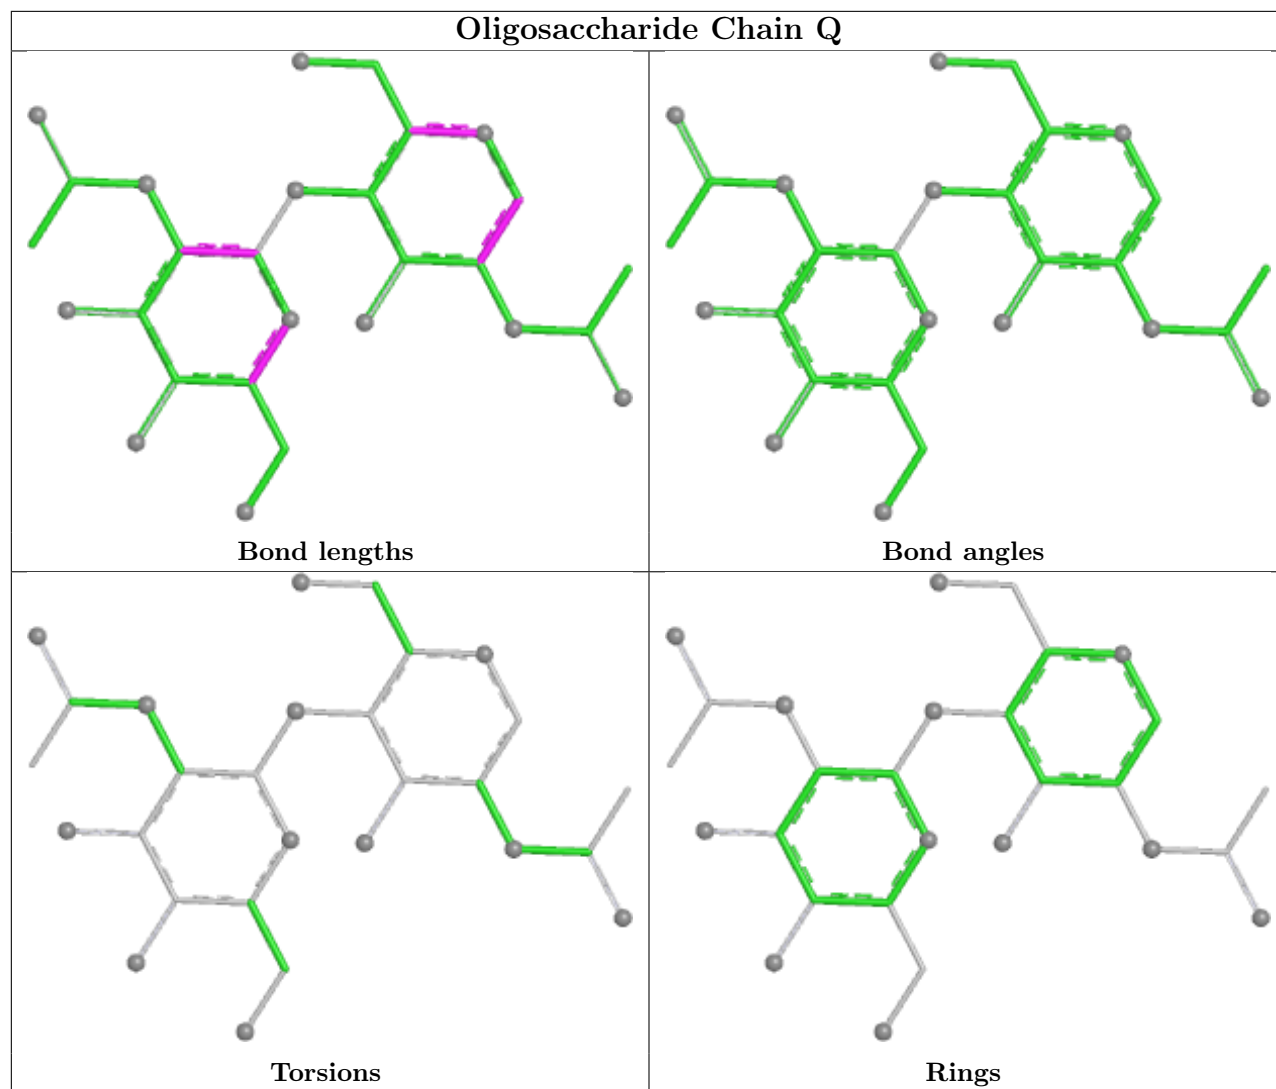 Oligosaccharide Chain Q
Bond lengths
Bond angles
Torsions
Rings